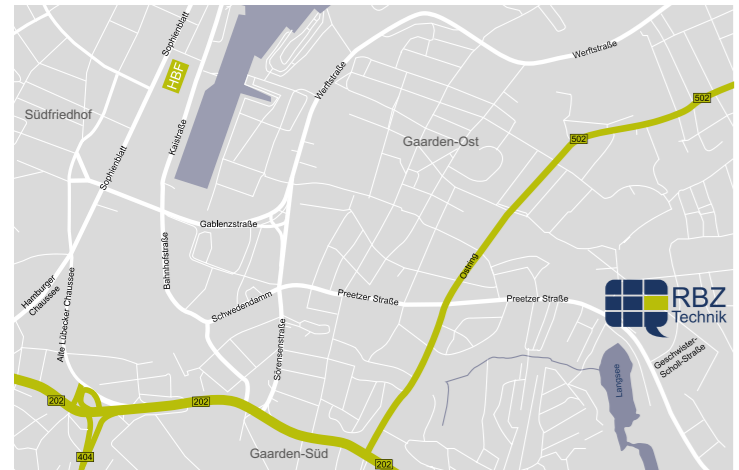 Sophienblatt
HBF
Werftstraße
Werftstraße
502
Südfriedhof
Kaistraße
Gaarden-Ost
502
Sophienblatt
Gablenzstraße
Bahnhofstraße
Ostring
Hamburger
Chaussee
Alte Lübecker Chaussee
Schwedendamm
Preetzer Straße
Preetzer Straße
RBZ
Technik
Sörensenstraße
Geschwister-
Scholl-Straße
Langsee
202
202
404
Gaarden-Süd
202